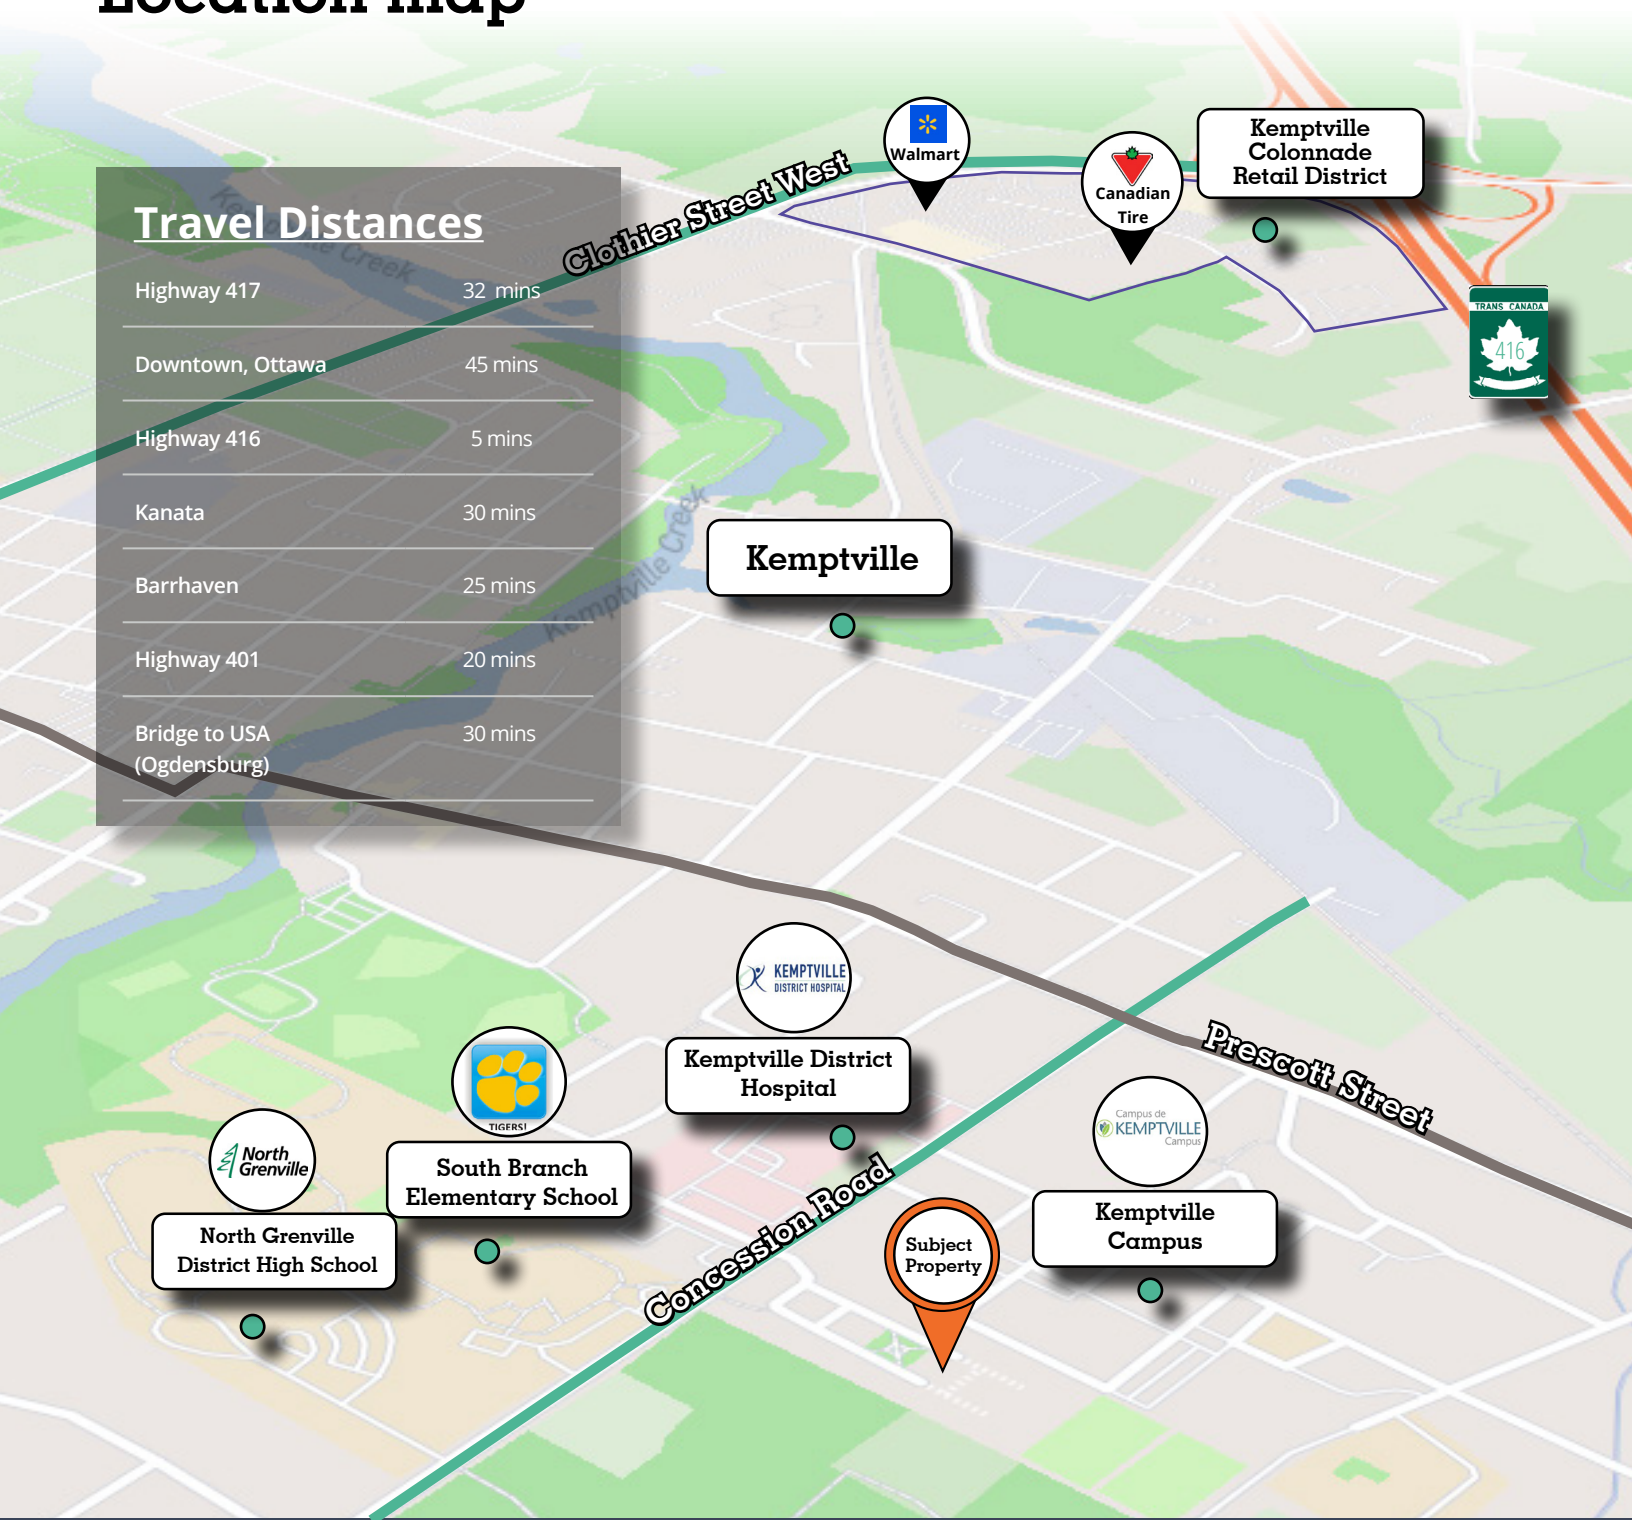 Location map
Walmart
Canadian
Tire
Kemptville
Colonnade
Retail District
Clothier Street West
TRANS CANADA
416
Travel Distances
Kemptville Creek
Highway 417 32 mins
Downtown, Ottawa 45 mins
Highway 416 5 mins
Kanata 30 mins
Barrhaven 25 mins
Highway 401 20 mins
Bridge to USA 30 mins
(Ogdensburg)
Kemptville Creek
Kemptville
KEMPTVILLE
DISTRICT HOSPITAL
Kemptville District
Hospital
Prescott Street
TIGERS!
South Branch
Elementary School
North
Grenville
North Grenville
District High School
Concession Road
Subject
Property
Campus de
KEMPTVILLE
Campus
Kemptville
Campus